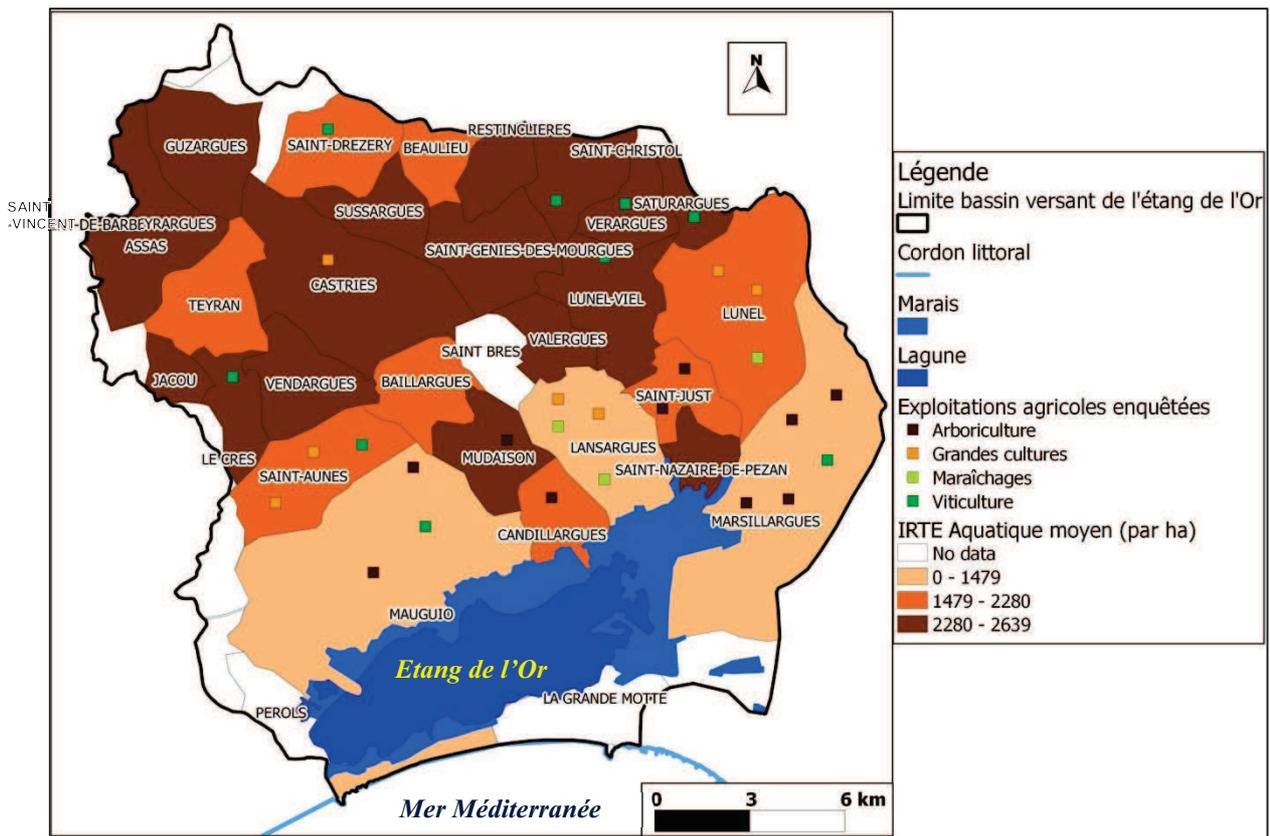 N
GUZARGUES
SAINT-DREZERY
BEAULIEU
RESTINCLIERES
SAINT-CHRISTOL
SAINT
-VINCENT-DE-BARBEYRARGUES
ASSAS
SUSSARGUES
SATURARGUES
VERARGUES
SAINT-GENIES-DES-MOURGUES
CASTRIES
TEYRAN
LUNEL-VIEL
LUNEL
VALERGUES
SAINT BRES
JACOU
VENDARGUES
BAILLARGUES
SAINT-JUST
LANSARGUES
LE CRES
SAINT-AUNES
MUDAISON
SAINT-NAZAIRE-DE-PEZAN
CANDILLARGUES
MARSILLARGUES
MAUGUIO
Etang de l'Or
LA GRANDE MOTTE
PEROLS
Mer Méditerranée
0 3 6 km
Légende
Limite bassin versant de l'étang de l'Or
Cordon littoral
Marais
Lagune
Exploitations agricoles enquêtées
Arboriculture
Grandes cultures
Maraîchages
Viticulture
IRTE Aquatique moyen (par ha)
No data
0 - 1479
1479 - 2280
2280 - 2639